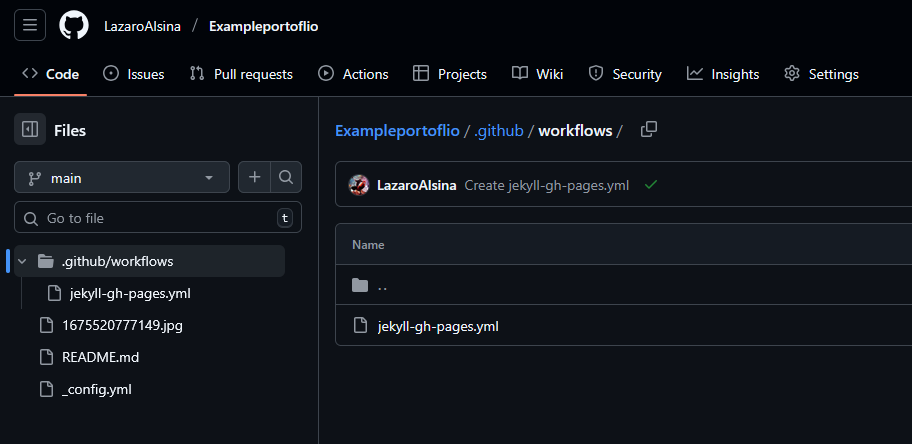 LazaroAlsina / Exampleportoflio
Code Issues Pull requests Actions Projects Wiki Security Insights Settings
Files
main
Go to file t
.github/workflows
jekyll-gh-pages.yml
1675520777149.jpg
README.md
_config.yml
Exampleportoflio / .github / workflows /
LazaroAlsina Create jekyll-gh-pages.yml
Name
..
jekyll-gh-pages.yml